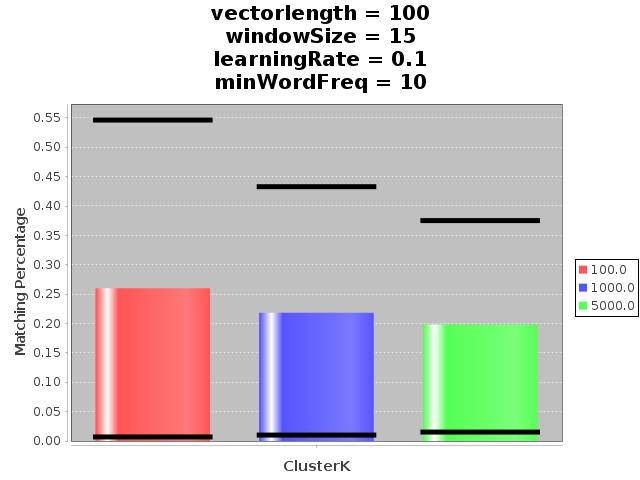 vectorlength = 100
windowSize = 15
learningRate = 0.1
minWordFreq = 10
Matching Percentage
0.55
0.50
0.45
0.40
0.35
0.30
0.25
0.20
0.15
0.10
0.05
0.00
ClusterK
100.0
1000.0
5000.0